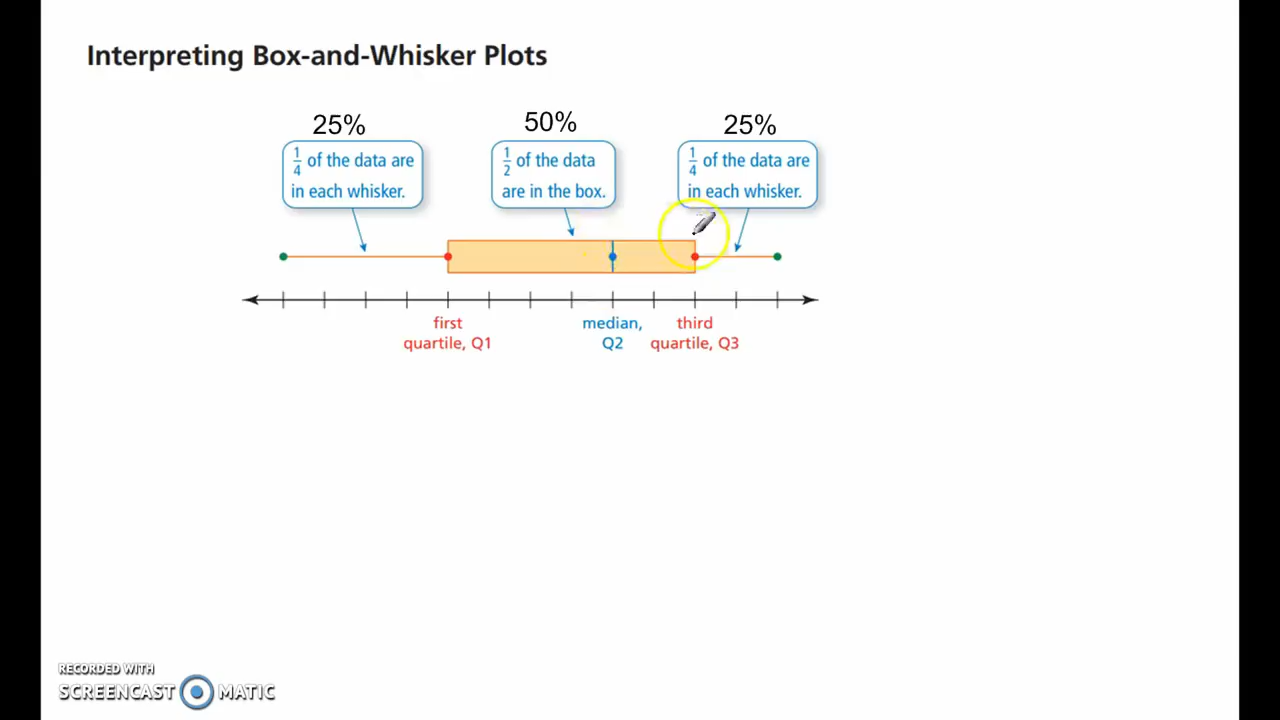 Interpreting Box-and-Whisker Plots
25%
50%
25%
1/4 of the data are
in each whisker.
1/2 of the data
are in the box.
1/4 of the data are
in each whisker.
first
quartile, Q1
median,
Q2
third
quartile, Q3
RECORDED WITH
SCREENCAST MATIC